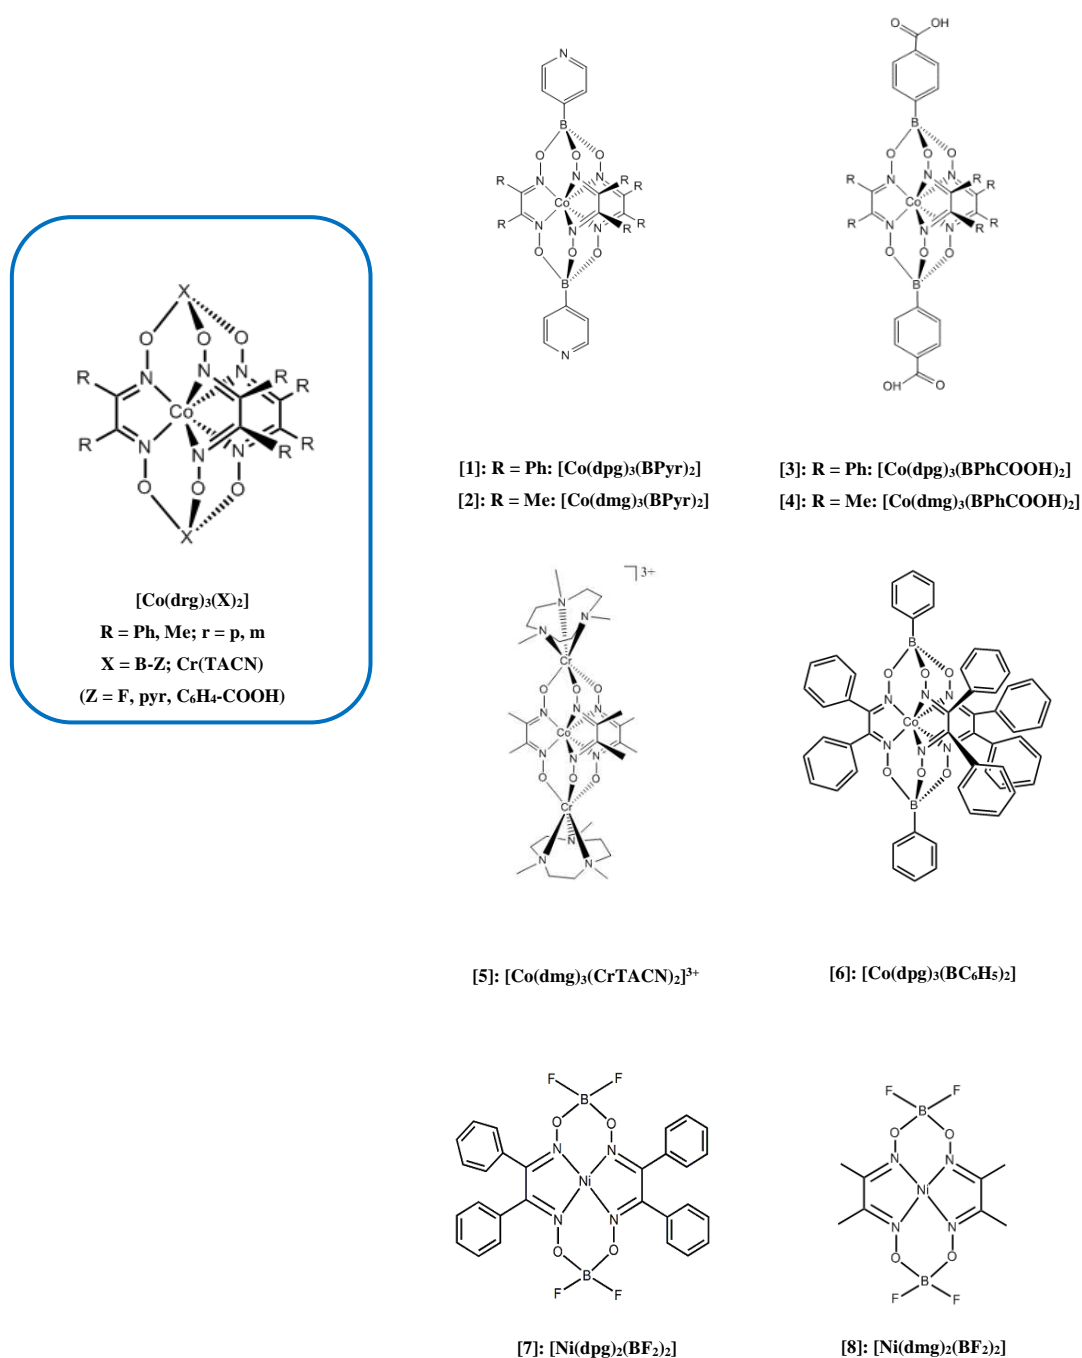 [Co(drg)₃(X)₂]
R = Ph, Me; r = p, m
X = B-Z; Cr(TACN)
(Z = F, pyr, C₆H₄-COOH)
[1]: R = Ph: [Co(dpg)₃(BPyr)₂]
[2]: R = Me: [Co(dmg)₃(BPyr)₂]
[3]: R = Ph: [Co(dpg)₃(BPhCOOH)₂]
[4]: R = Me: [Co(dmg)₃(BPhCOOH)₂]
3+
[5]: [Co(dmg)₃(CrTACN)₂]³⁺
[6]: [Co(dpg)₃(BC₆H₅)₂]
[7]: [Ni(dpg)₂(BF₂)₂]
[8]: [Ni(dmg)₂(BF₂)₂]